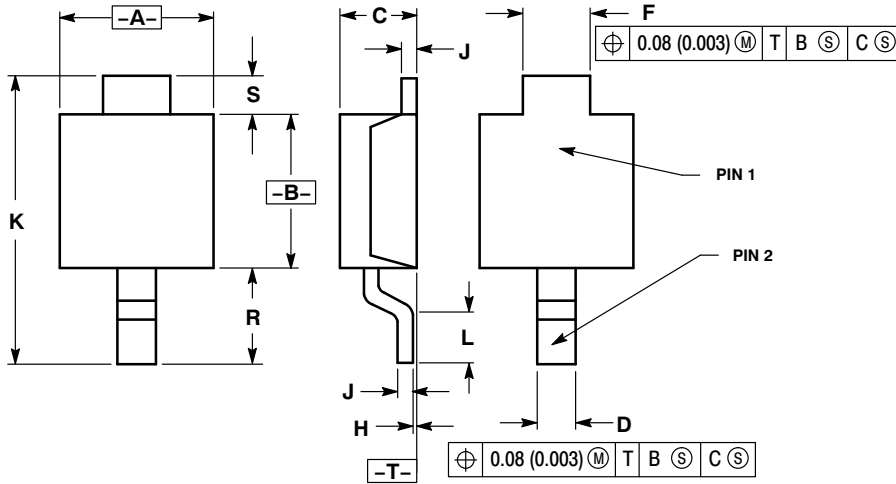 –A–
C
F
⌖ 0.08 (0.003) Ⓜ T B Ⓢ C Ⓢ
J
S
K
–B–
PIN 1
PIN 2
R
L
J
H
D
⌖ 0.08 (0.003) Ⓜ T B Ⓢ C Ⓢ
–T–